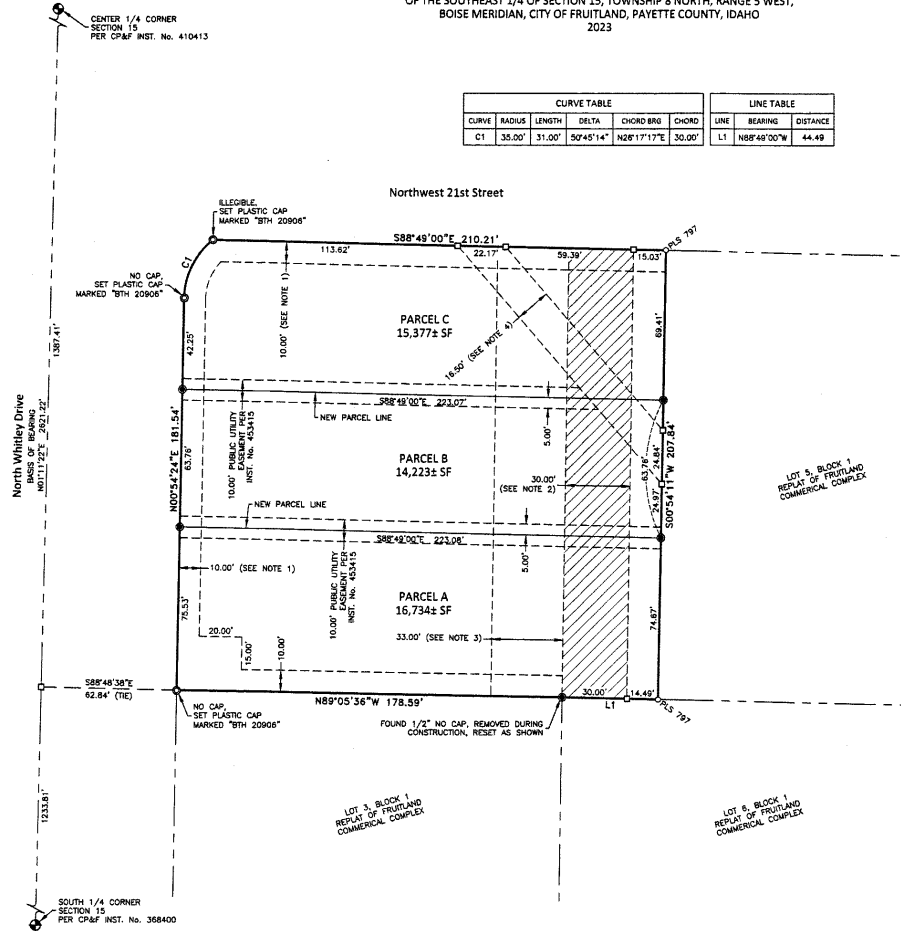 OF THE SOUTHEAST 1/4 OF SECTION 15, TOWNSHIP 8 NORTH, RANGE 5 WEST,
BOISE MERIDIAN, CITY OF FRUITLAND, PAYETTE COUNTY, IDAHO
2023
CENTER 1/4 CORNER
SECTION 15
PER CP&F INST. No. 410413
CURVE TABLE
CURVE RADIUS LENGTH DELTA CHORD BRG CHORD
C1 35.00' 31.00' 50°45'14" N26°17'17"E 30.00'
LINE TABLE
LINE BEARING DISTANCE
L1 N88°49'00"W 44.49
Northwest 21st Street
ILLEGIBLE,
SET PLASTIC CAP
MARKED "BTH 20906"
S88°49'00"E 210.21'
113.62'
22.17'
59.39'
15.03'
PLS 797
C1
NO CAP,
SET PLASTIC CAP
MARKED "BTH 20906"
10.00' (SEE NOTE 1)
PARCEL C
15,377± SF
16.50' (SEE NOTE 4)
69.41'
42.25'
1387.41'
S88°49'00"E 223.07'
NEW PARCEL LINE
5.00'
North Whitley Drive
BASIS OF BEARING
N01°11'22"E 2621.22'
N00°54'24"E 181.54'
63.76'
10.00' PUBLIC UTILITY
EASEMENT PER
INST. No. 453415
PARCEL B
14,223± SF
30.00'
(SEE NOTE 2)
63.76'
24.84'
24.97'
S00°54'11"W 207.84'
LOT 5, BLOCK 1
REPLAT OF FRUITLAND
COMMERICAL COMPLEX
NEW PARCEL LINE
S88°49'00"E 223.08'
5.00'
10.00' (SEE NOTE 1)
10.00' PUBLIC UTILITY
EASEMENT PER
INST. No. 453415
PARCEL A
16,734± SF
75.53'
74.67'
33.00' (SEE NOTE 3)
20.00'
15.00'
10.00'
S88°48'38"E
62.84' (TIE)
NO CAP,
SET PLASTIC CAP
MARKED "BTH 20906"
N89°05'36"W 178.59'
30.00'
14.49'
L1
PLS 797
FOUND 1/2" NO CAP, REMOVED DURING
CONSTRUCTION, RESET AS SHOWN
1233.81'
LOT 3, BLOCK 1
REPLAT OF FRUITLAND
COMMERICAL COMPLEX
LOT 6, BLOCK 1
REPLAT OF FRUITLAND
COMMERICAL COMPLEX
SOUTH 1/4 CORNER
SECTION 15
PER CP&F INST. No. 368400